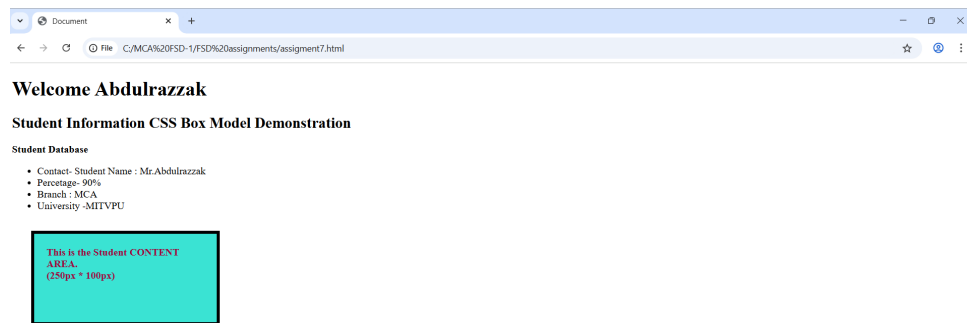 Document
File C:/MCA%20FSD-1/FSD%20assignments/assigment7.html
Welcome Abdulrazzak
Student Information CSS Box Model Demonstration
Student Database
Contact- Student Name : Mr.Abdulrazzak
Percetage- 90%
Branch : MCA
University -MITVPU
This is the Student CONTENT
AREA.
(250px * 100px)